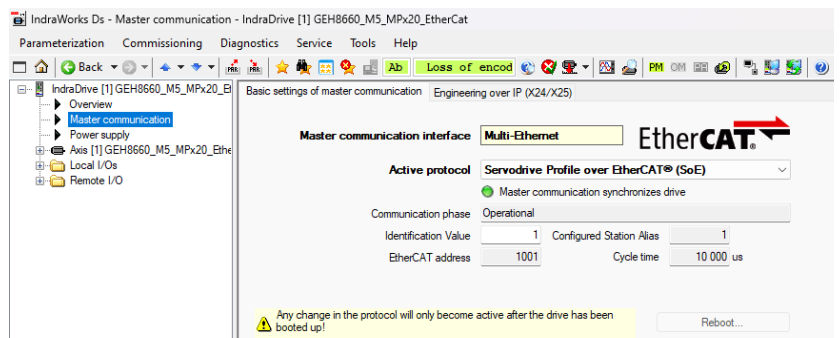 IndraWorks Ds - Master communication - IndraDrive [1] GEH8660_M5_MPx20_EtherCat
Parameterization Commissioning Diagnostics Service Tools Help
Back Ab Loss of encod PM OM
IndraDrive [1] GEH8660_M5_MPx20_Et
Overview
Master communication
Power supply
Axis [1] GEH8660_M5_MPx20_Ethe
Local I/Os
Remote I/O
Basic settings of master communication Engineering over IP (X24/X25)
Master communication interface Multi-Ethernet EtherCAT®
Active protocol Servodrive Profile over EtherCAT® (SoE)
Master communication synchronizes drive
Communication phase Operational
Identification Value 1 Configured Station Alias 1
EtherCAT address 1001 Cycle time 10 000 us
Any change in the protocol will only become active after the drive has been
booted up!
Reboot...